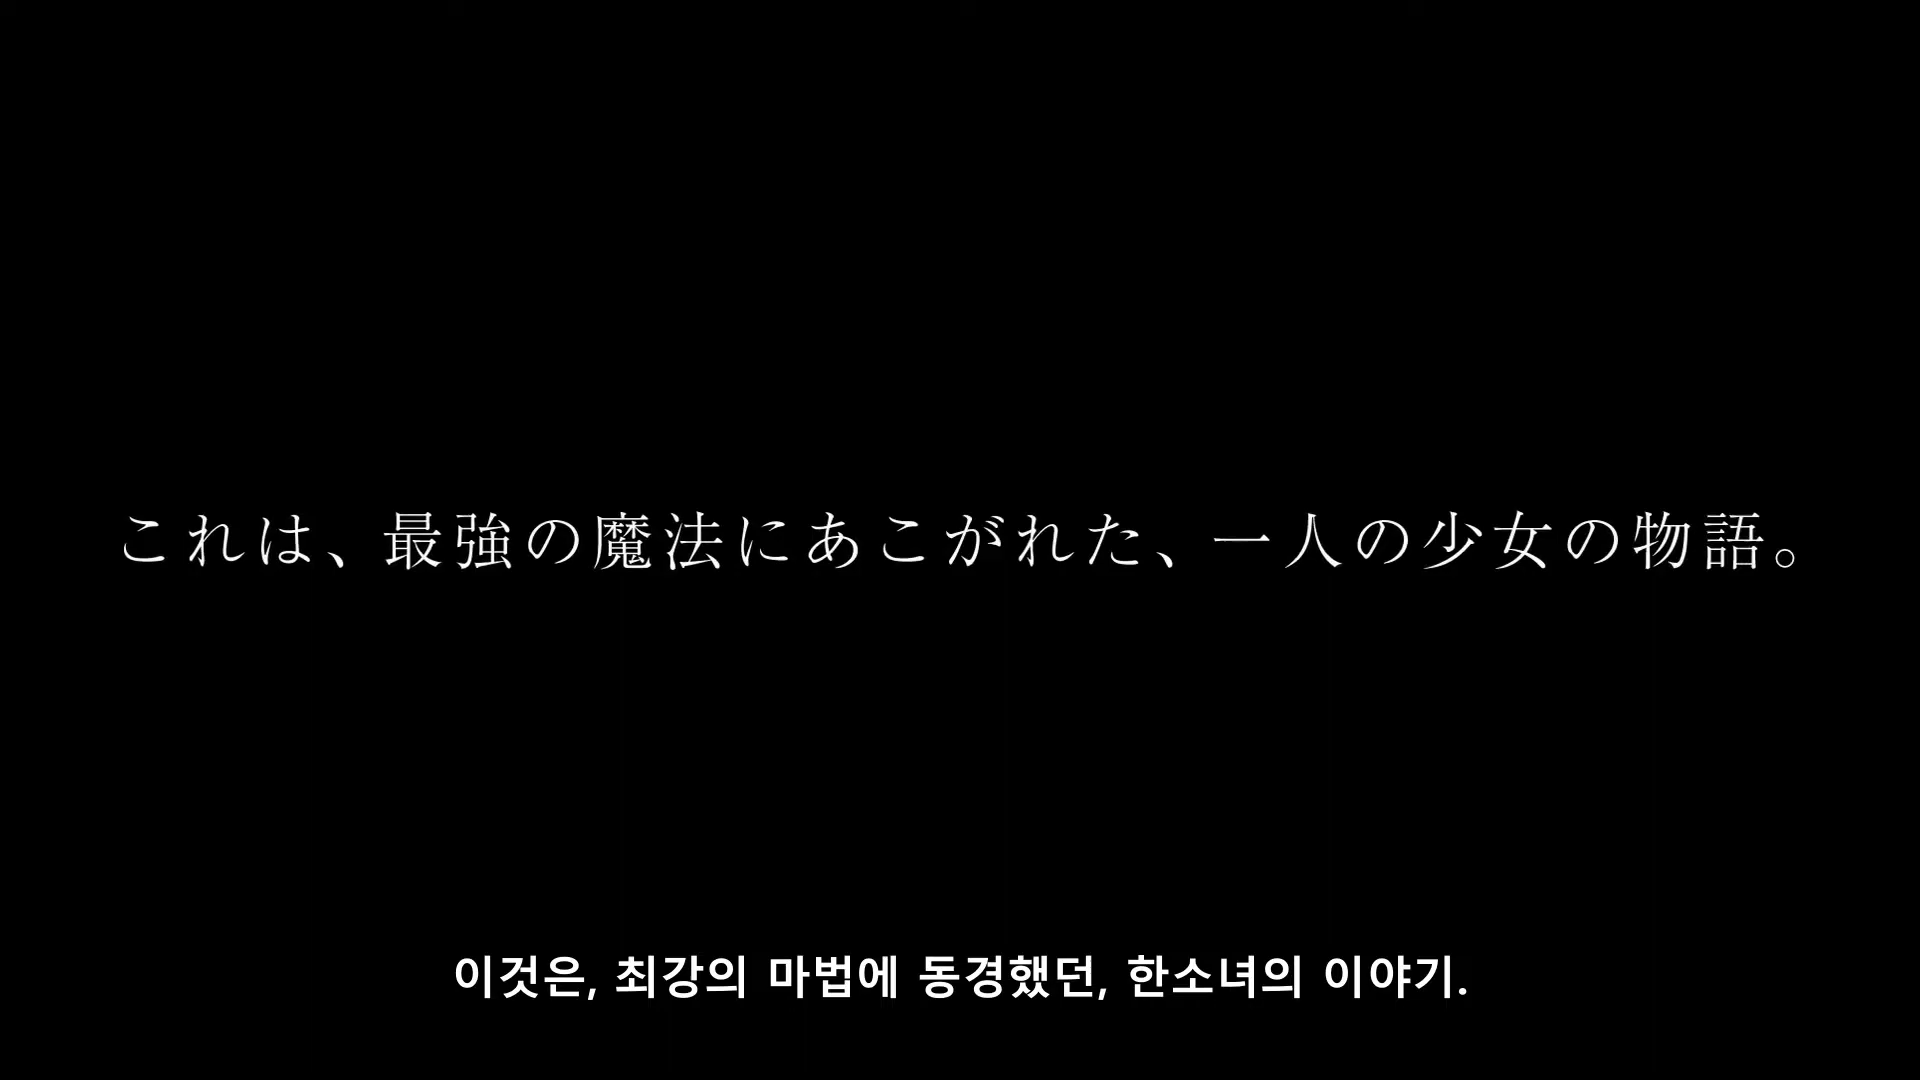 これは、最強の魔法にあこがれた、一人の少女の物語。
이것은, 최강의 마법에 동경했던, 한소녀의 이야기.